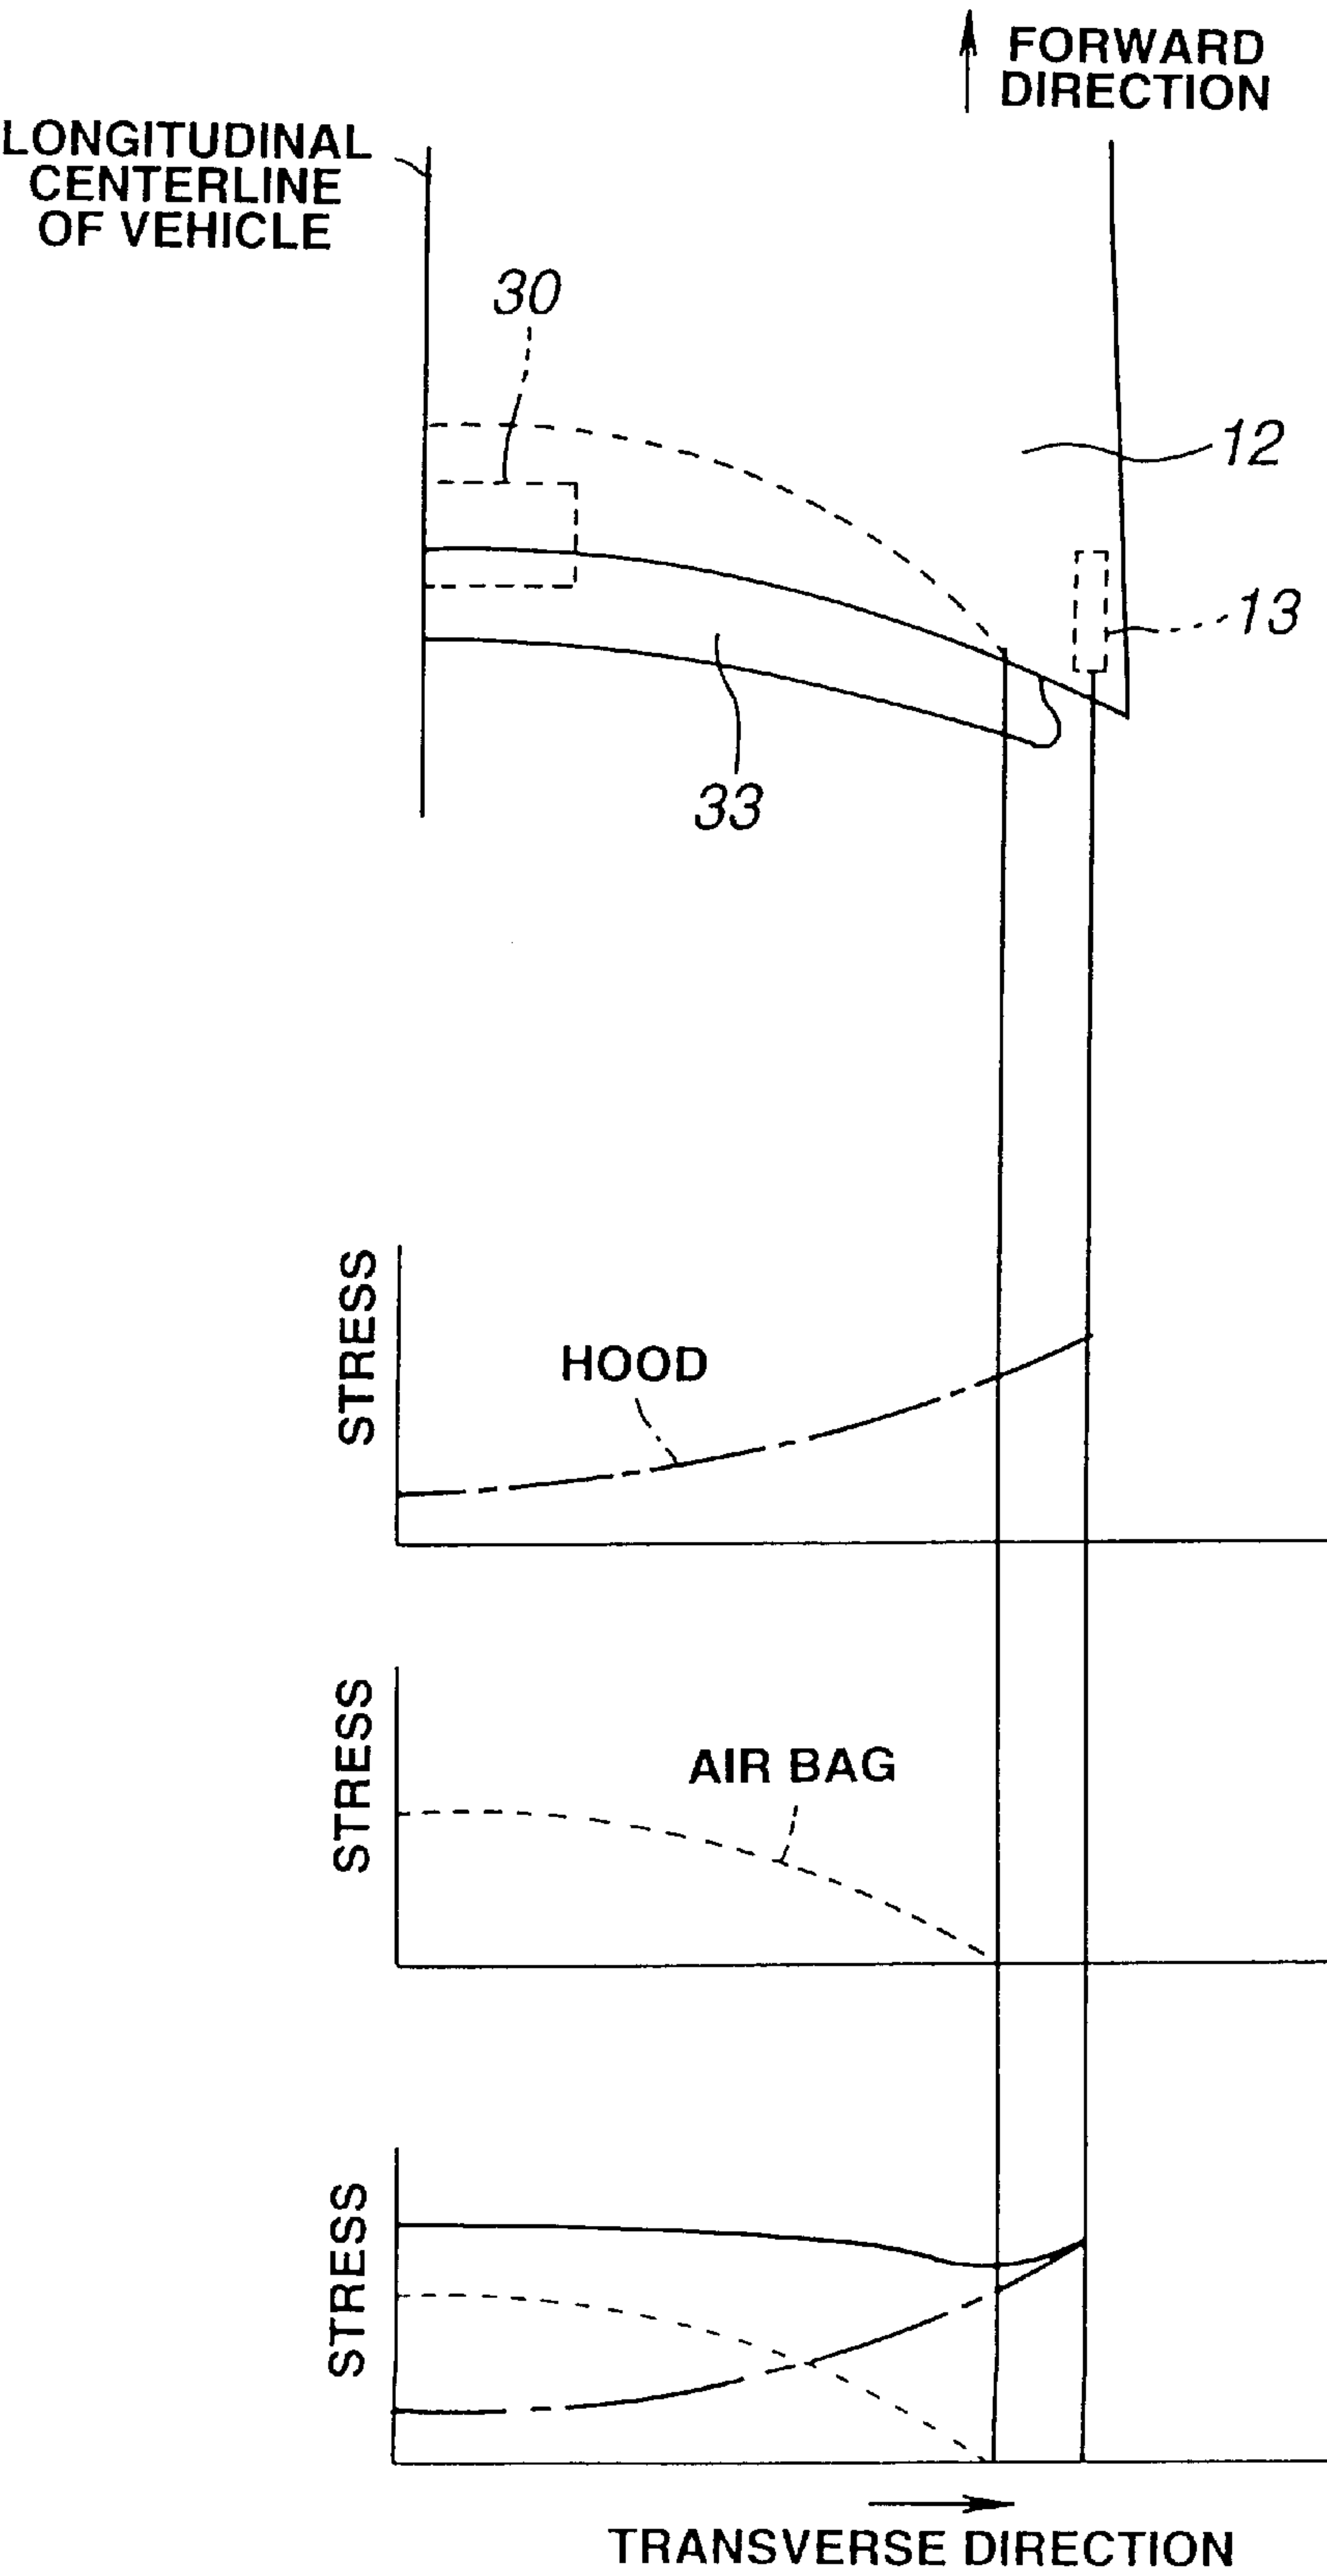 FORWARD
DIRECTION
LONGITUDINAL
CENTERLINE
OF VEHICLE
30
12
13
33
STRESS
HOOD
STRESS
AIR BAG
STRESS
TRANSVERSE DIRECTION